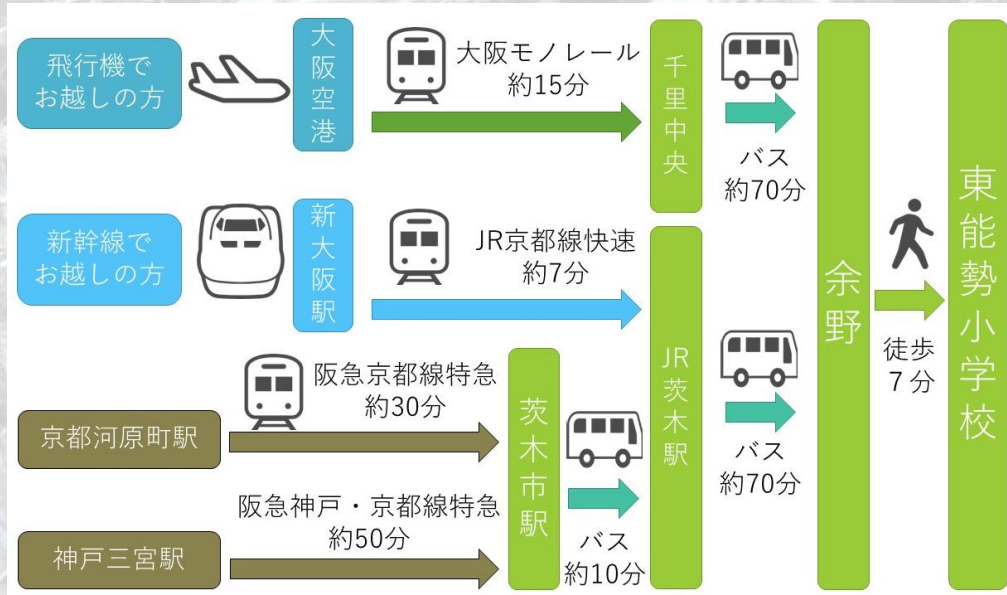 飛行機で
お越しの方
大阪空港
大阪モノレール
約15分
千里中央
バス
約70分
新幹線で
お越しの方
新大阪駅
JR京都線快速
約7分
JR茨木駅
バス
約70分
京都河原町駅
阪急京都線特急
約30分
神戸三宮駅
阪急神戸・京都線特急
約50分
茨木市駅
バス
約10分
余野
徒歩
7分
東能勢小学校